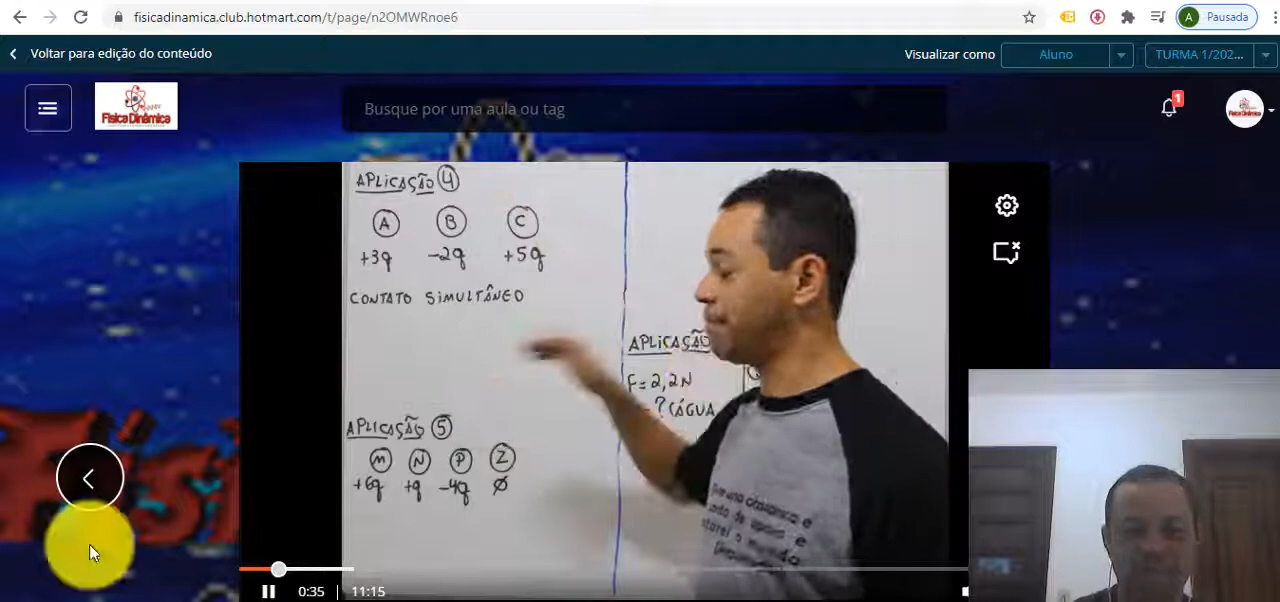 fisicadinamica.club.hotmart.com/t/page/n2OMWRnoe6
A Pausada
Voltar para edição do conteúdo
Visualizar como
Aluno
TURMA 1/202...
Física Dinâmica
Busque por uma aula ou tag
1
APLICAÇÃO 4
A B C
+3q -2q +5q
CONTATO SIMULTÂNEO
APLICAÇÃO
F = 2,2N
? (ÁGUA
APLICAÇÃO 5
M N P Z
+6q +q -4q Ø
0:35 11:15